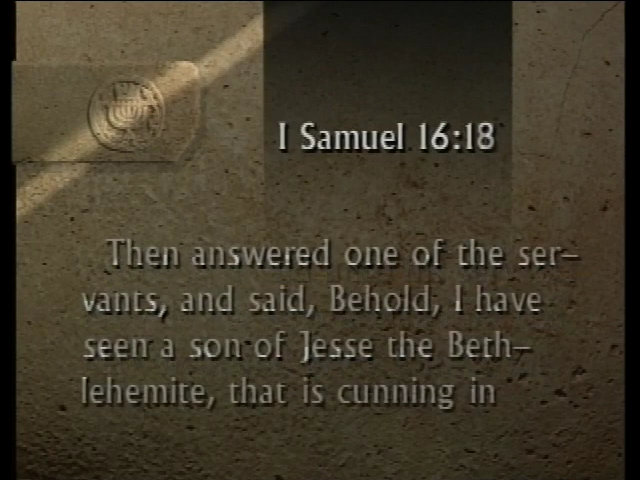 I Samuel 16:18
Then answered one of the ser-
vants, and said, Behold, I have
seen a son of Jesse the Beth-
lehemite, that is cunning in